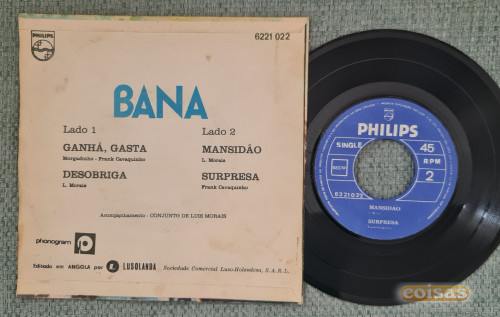 PHILIPS
6221 022
BANA
Lado 1
GANHÁ, GASTA
Morgadinho - Frank Cavaquinho
DESOBRIGA
L. Morais
Lado 2
MANSIDÃO
L. Morais
SURPRESA
Frank Cavaquinho
Acompanhamento - CONJUNTO DE LUIS MORAIS
phonogram
Editado em ANGOLA por LUSOLANDA Sociedade Comercial Luso-Holandesa, S.A.R.L.
PHILIPS
SINGLE
45
RPM
2
6221022
MANSIDAO
SURPRESA
coisas